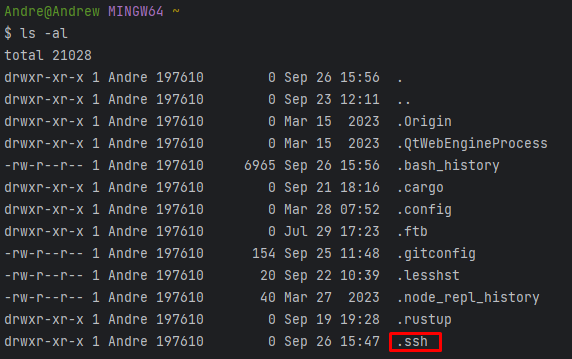 Andre@Andrew MINGW64 ~
$ ls -al
total 21028
drwxr-xr-x 1 Andre 197610        0 Sep 26 15:56  .
drwxr-xr-x 1 Andre 197610        0 Sep 23 12:11  ..
drwxr-xr-x 1 Andre 197610        0 Mar 15  2023  .Origin
drwxr-xr-x 1 Andre 197610        0 Mar 15  2023  .QtWebEngineProcess
-rw-r--r-- 1 Andre 197610     6965 Sep 26 15:56  .bash_history
drwxr-xr-x 1 Andre 197610        0 Sep 21 18:16  .cargo
drwxr-xr-x 1 Andre 197610        0 Mar 28 07:52  .config
drwxr-xr-x 1 Andre 197610        0 Jul 29 17:23  .ftb
-rw-r--r-- 1 Andre 197610      154 Sep 25 11:48  .gitconfig
-rw-r--r-- 1 Andre 197610       20 Sep 22 10:39  .lesshst
-rw-r--r-- 1 Andre 197610       40 Mar 27  2023  .node_repl_history
drwxr-xr-x 1 Andre 197610        0 Sep 19 19:28  .rustup
drwxr-xr-x 1 Andre 197610        0 Sep 26 15:47  .ssh